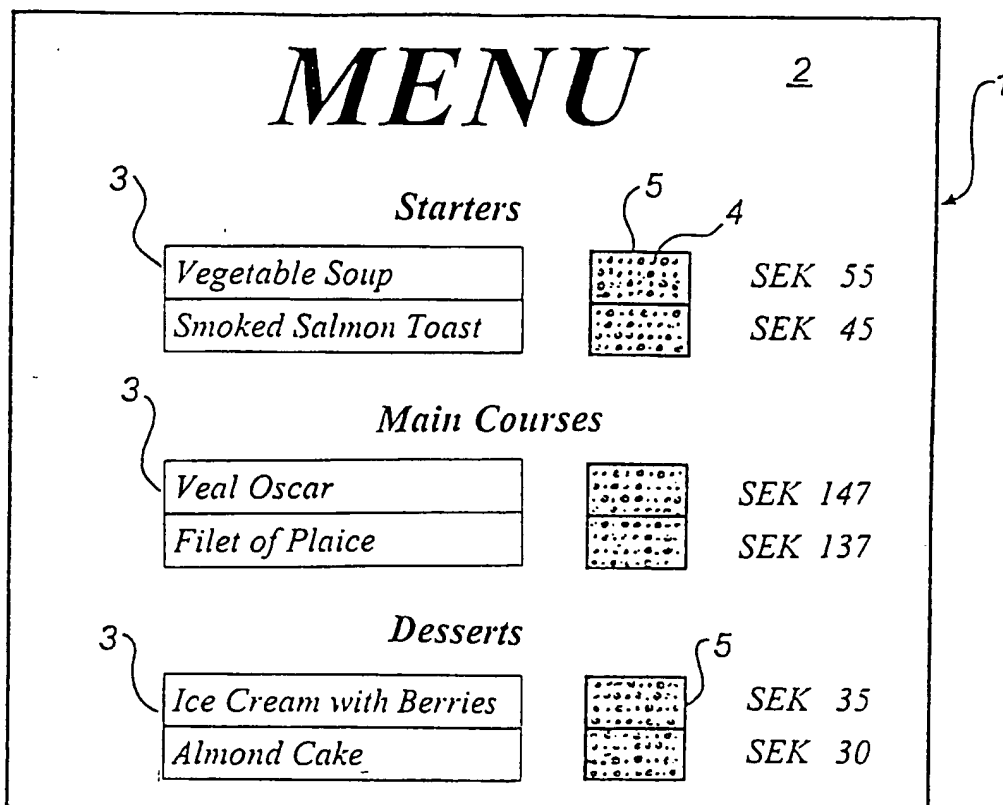 MENU 2
1
3 Starters 5 4
Vegetable Soup SEK 55
Smoked Salmon Toast SEK 45
3 Main Courses
Veal Oscar SEK 147
Filet of Plaice SEK 137
3 Desserts 5
Ice Cream with Berries SEK 35
Almond Cake SEK 30